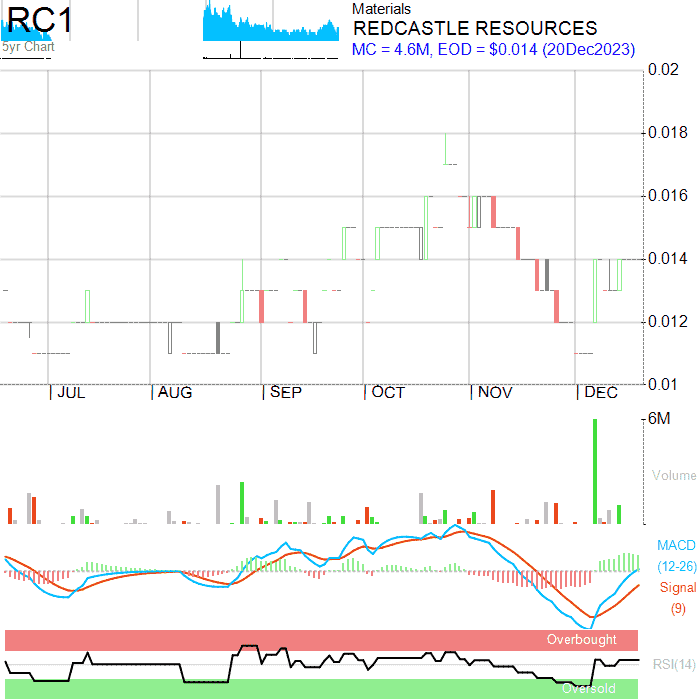 RC1
5yr Chart
Materials
REDCASTLE RESOURCES
MC = 4.6M, EOD = $0.014 (20Dec2023)
0.02
0.018
0.016
0.014
0.012
0.01
JUL AUG SEP OCT NOV DEC
6M
Volume
MACD
(12-26)
Signal
(9)
Overbought
RSI(14)
Oversold